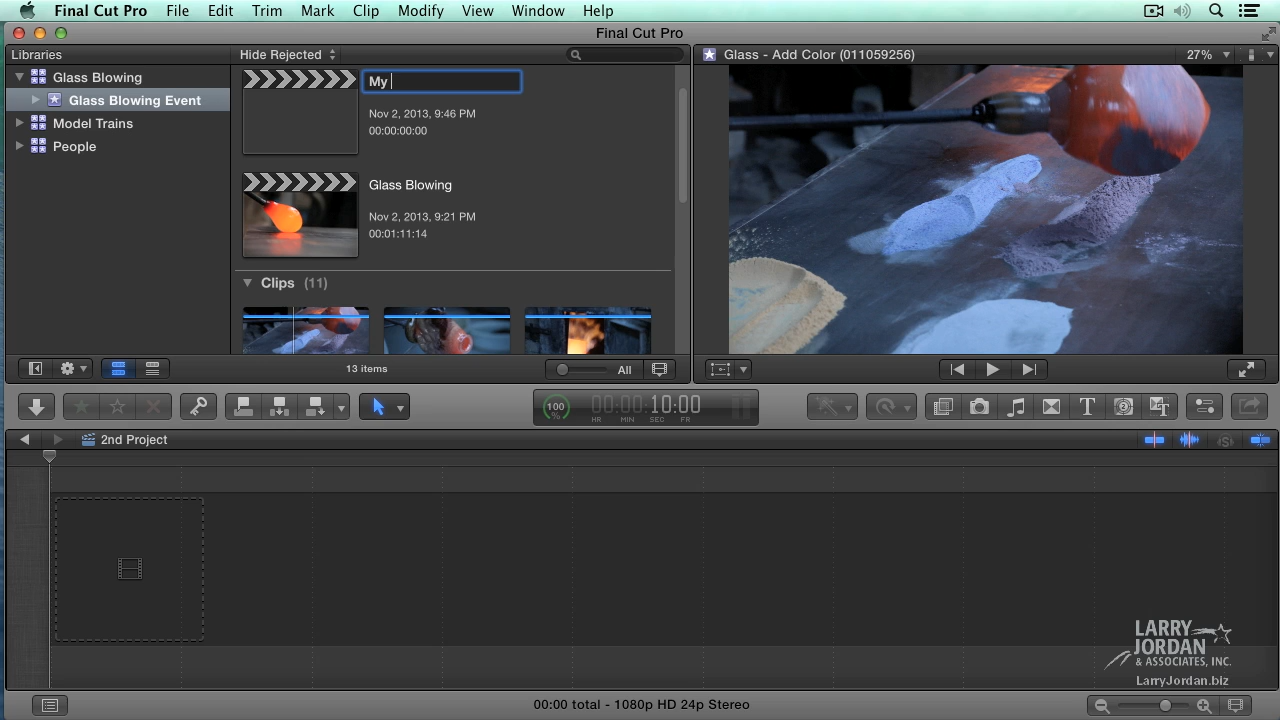 Final Cut Pro File Edit Trim Mark Clip Modify View Window Help
Final Cut Pro
Libraries
Hide Rejected
Glass - Add Color (011059256)
27%
Glass Blowing
Glass Blowing Event
Model Trains
People
My
Nov 2, 2013, 9:46 PM
00:00:00:00
Glass Blowing
Nov 2, 2013, 9:21 PM
00:01:11:14
Clips (11)
13 items
All
100
%
00:00:10:00
HR MIN SEC FR
T
2nd Project
LARRY
JORDAN
& ASSOCIATES, INC.
LarryJordan.biz
00:00 total - 1080p HD 24p Stereo